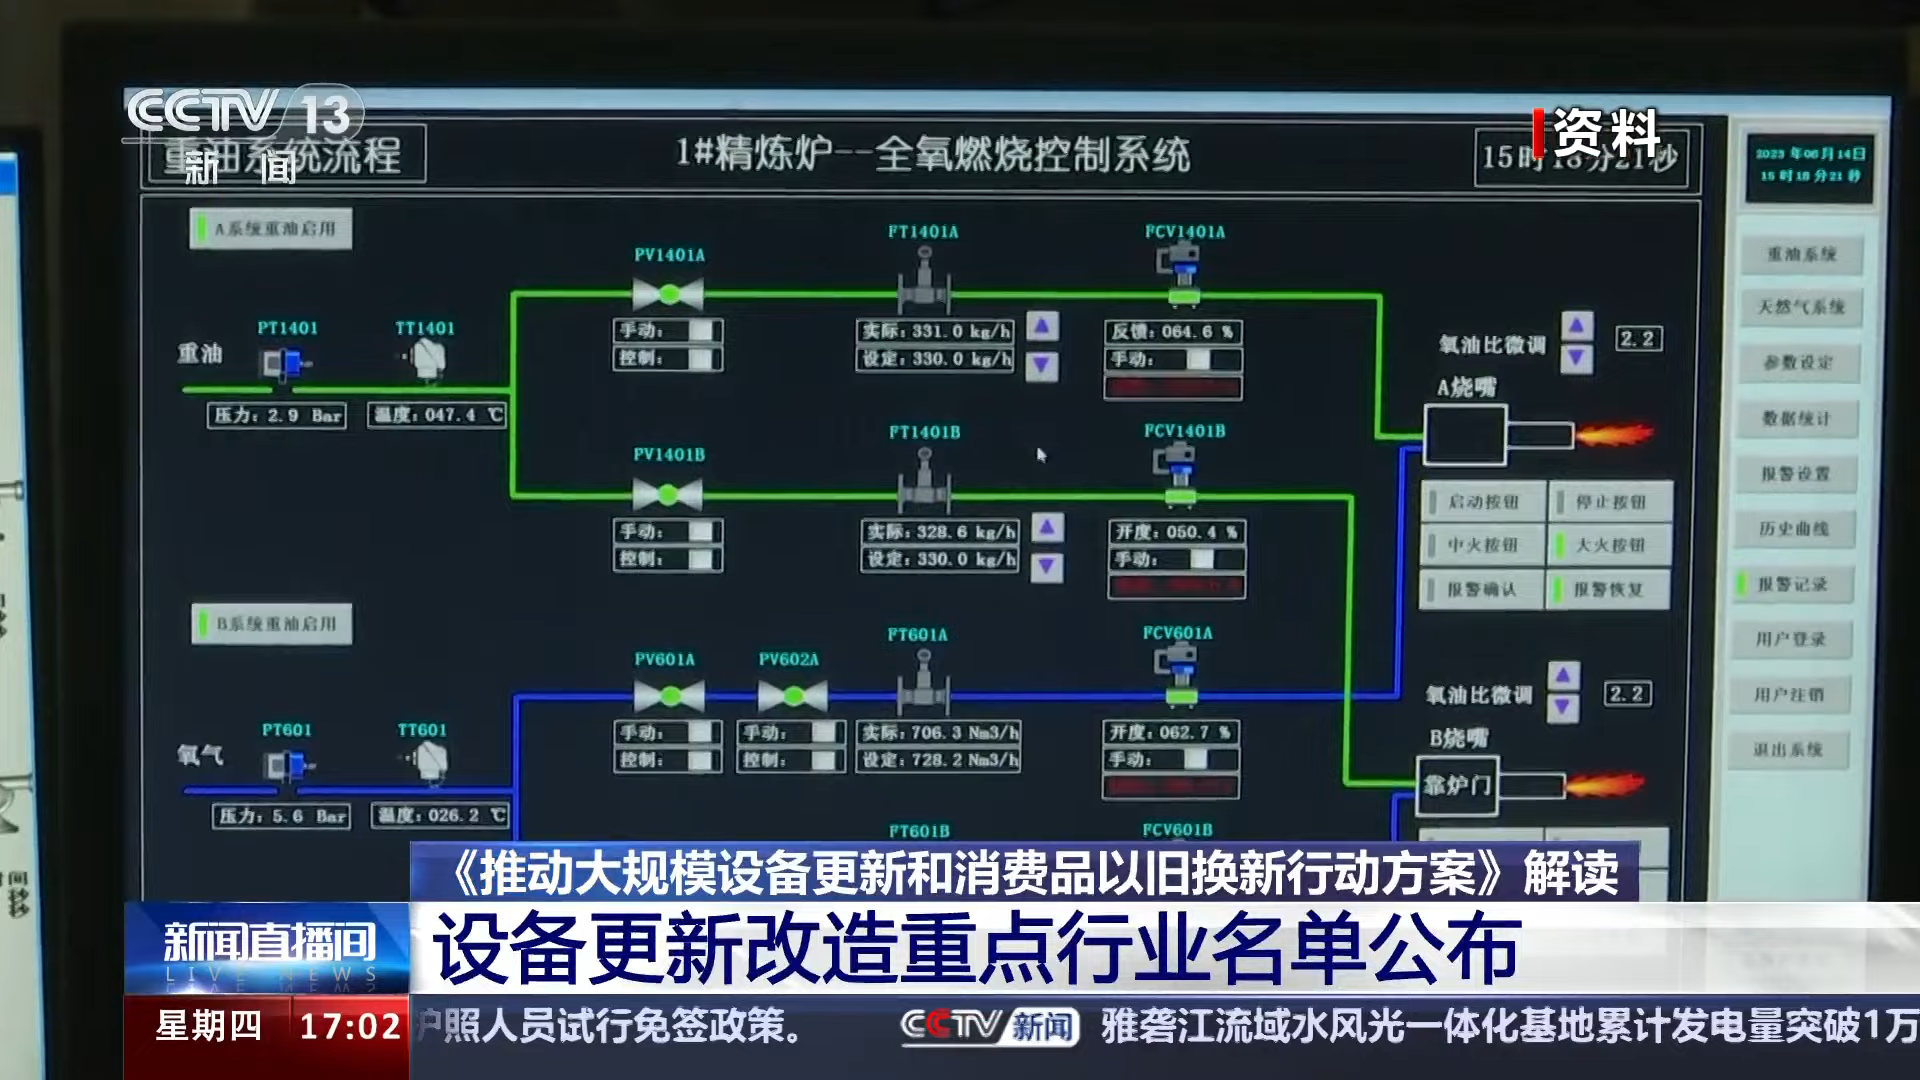 CCTV 13
新闻
资料
重油系统流程
1#精炼炉--全氧燃烧控制系统
15时18分21秒
2023年06月14日
15时18分21秒
A系统重油启用
重油
PT1401
压力: 2.9 Bar
TT1401
温度: 047.4 ℃
PV1401A
手动:
控制:
FT1401A
实际: 331.0 kg/h
设定: 330.0 kg/h
FCV1401A
反馈: 064.6 %
手动:
氧油比微调
2.2
A烧嘴
PV1401B
手动:
控制:
FT1401B
实际: 328.6 kg/h
设定: 330.0 kg/h
FCV1401B
开度: 050.4 %
手动:
启动按钮
停止按钮
中火按钮
大火按钮
报警确认
报警恢复
B系统重油启用
氧气
PT601
压力: 5.6 Bar
TT601
温度: 026.2 ℃
PV601A
手动:
控制:
PV602A
手动:
控制:
FT601A
实际: 706.3 Nm3/h
设定: 728.2 Nm3/h
FCV601A
开度: 062.7 %
手动:
氧油比微调
2.2
B烧嘴
靠炉门
FT601B
FCV601B
重油系统
天然气系统
参数设定
数据统计
报警设置
历史曲线
报警记录
用户登录
用户注销
退出系统
《推动大规模设备更新和消费品以旧换新行动方案》解读
新闻直播间
LIVE NEWS
设备更新改造重点行业名单公布
星期四 17:02
护照人员试行免签政策。 CCTV新闻 雅砻江流域水风光一体化基地累计发电量突破1万